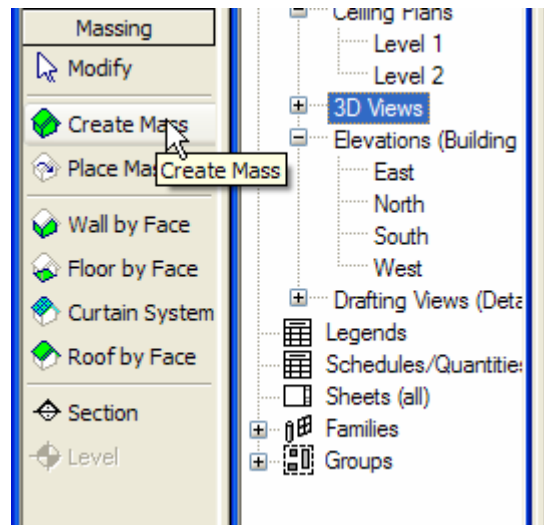 Massing
Modify
Create Mass
Place Ma
Create Mass
Wall by Face
Floor by Face
Curtain System
Roof by Face
Section
Level
Ceiling Plans
Level 1
Level 2
3D Views
Elevations (Building
East
North
South
West
Drafting Views (Deta
Legends
Schedules/Quantities
Sheets (all)
Families
Groups